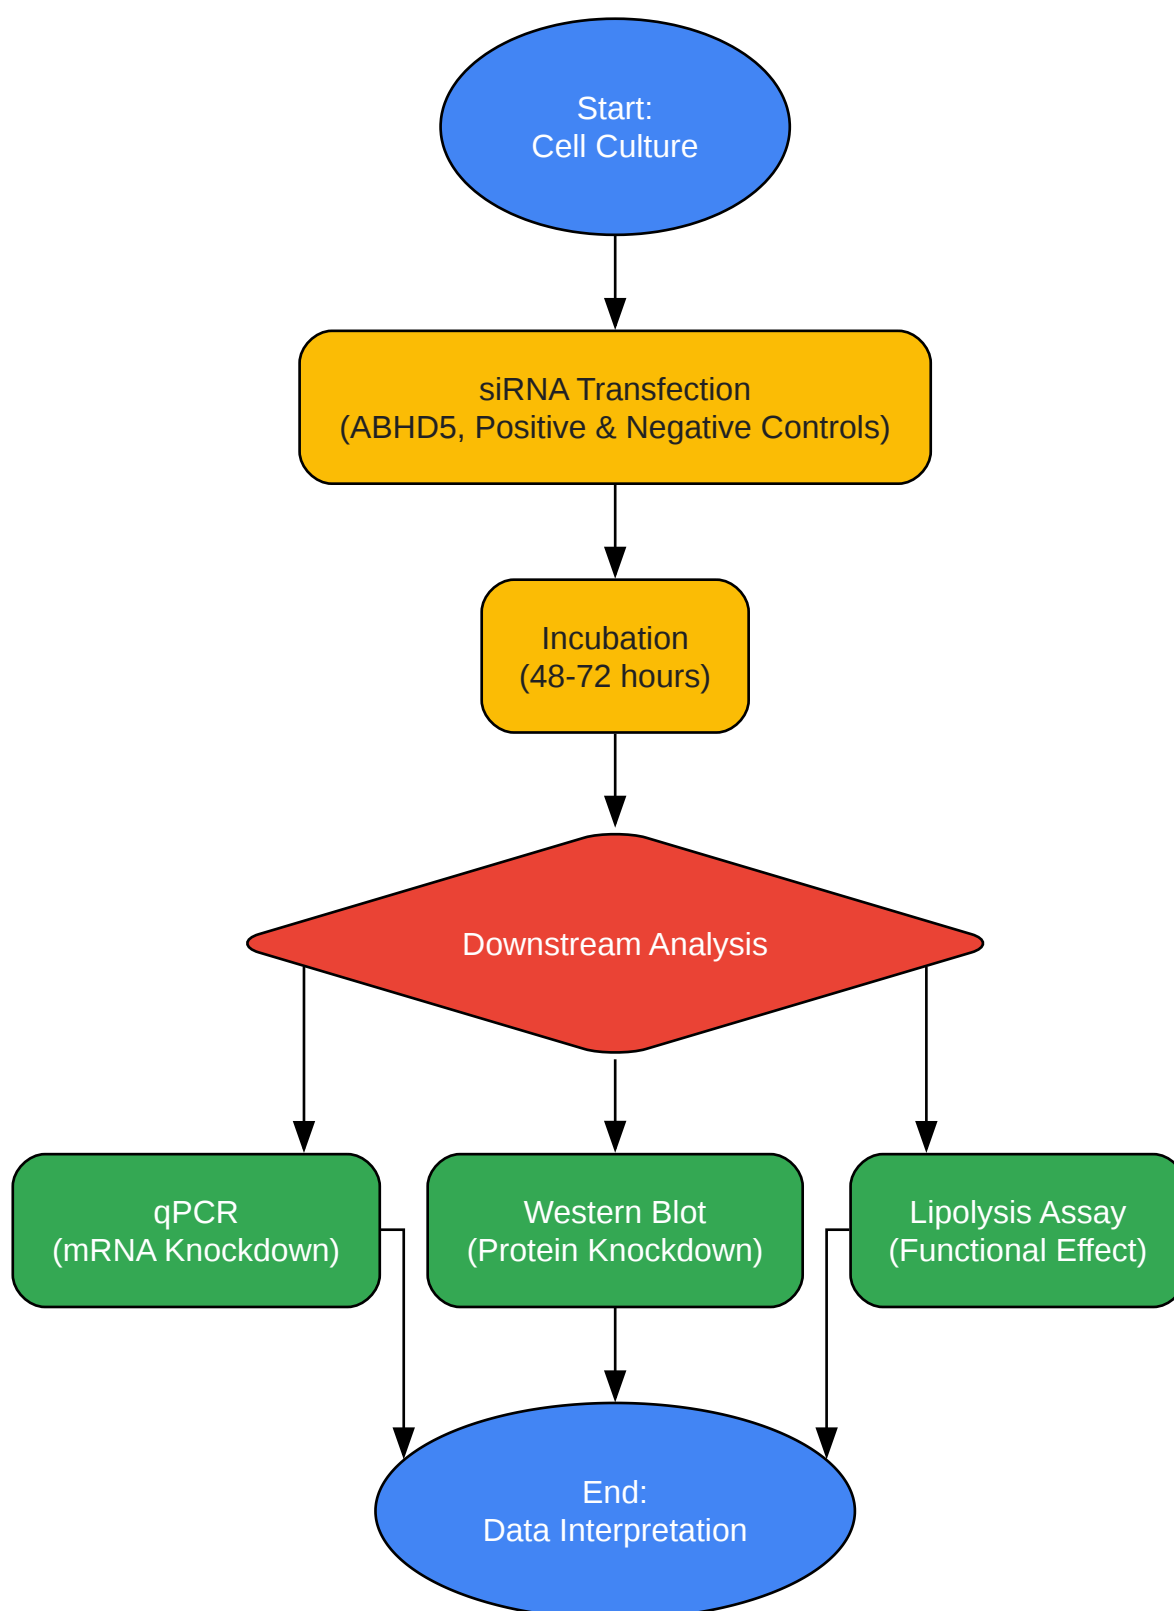 Start:
Cell Culture
siRNA Transfection
(ABHD5, Positive & Negative Controls)
Incubation
(48-72 hours)
Downstream Analysis
qPCR
(mRNA Knockdown)
Western Blot
(Protein Knockdown)
Lipolysis Assay
(Functional Effect)
End:
Data Interpretation